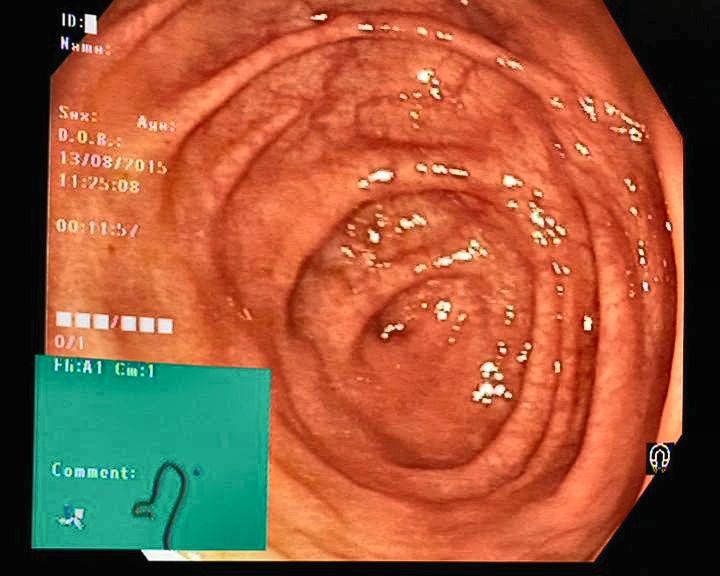 ID:
Name:
Sex: Age:
D.O.B.:
13/08/2015
11:25:08
00:11:57
0/1
Eh:A1 Cm:1
Comment: